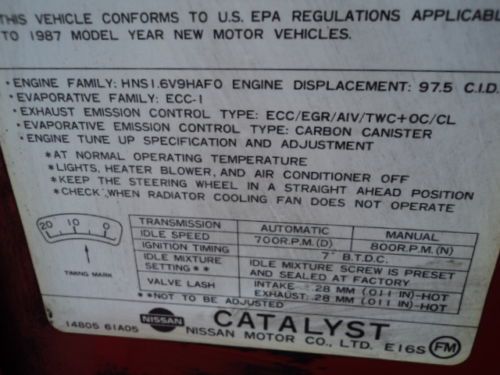 THIS VEHICLE CONFORMS TO U.S. EPA REGULATIONS APPLICABL
TO 1987 MODEL YEAR NEW MOTOR VEHICLES.
• ENGINE FAMILY: HNS1.6V9HAF0 ENGINE DISPLACEMENT: 97.5 C.I.D.
• EVAPORATIVE FAMILY: ECC-1
• EXHAUST EMISSION CONTROL TYPE: ECC/EGR/AIV/TWC+OC/CL
• EVAPORATIVE EMISSION CONTROL TYPE: CARBON CANISTER
• ENGINE TUNE UP SPECIFICATION AND ADJUSTMENT
*AT NORMAL OPERATING TEMPERATURE
*LIGHTS, HEATER BLOWER, AND AIR CONDITIONER OFF
*KEEP THE STEERING WHEEL IN A STRAIGHT AHEAD POSITION
*CHECK, WHEN RADIATOR COOLING FAN DOES NOT OPERATE
20 10 0
TIMING MARK
TRANSMISSION AUTOMATIC MANUAL
IDLE SPEED 700R.P.M.(D) 800R.P.M.(N)
IGNITION TIMING 7° B.T.D.C.
IDLE MIXTURE SETTING** IDLE MIXTURE SCREW IS PRESET
AND SEALED AT FACTORY
VALVE LASH INTAKE: .28 MM (.011 IN)-HOT
EXHAUST: .28 MM (.011 IN)-HOT
**NOT TO BE ADJUSTED
14805 61A05 NISSAN CATALYST
NISSAN MOTOR CO., LTD. E16S FM